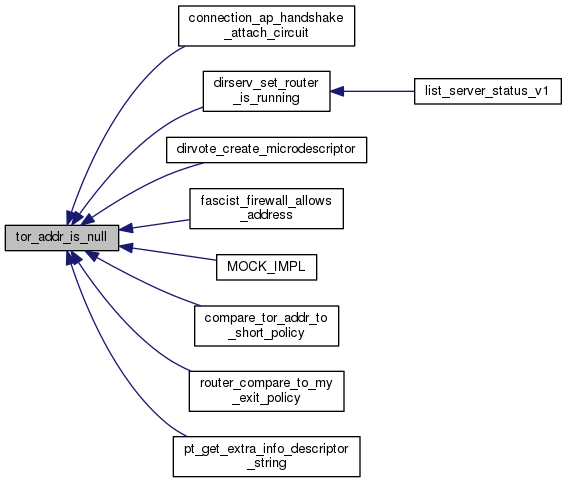 connection_ap_handshake
_attach_circuit
dirserv_set_router
_is_running
list_server_status_v1
dirvote_create_microdescriptor
fascist_firewall_allows
_address
tor_addr_is_null
MOCK_IMPL
compare_tor_addr_to
_short_policy
router_compare_to_my
_exit_policy
pt_get_extra_info_descriptor
_string